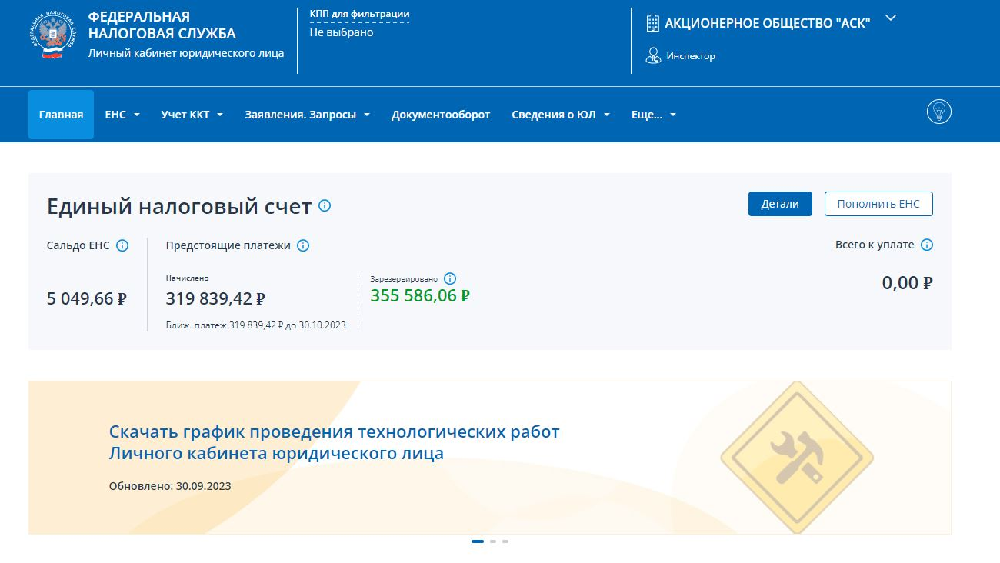 ФЕДЕРАЛЬНАЯ НАЛОГОВАЯ СЛУЖБА
ФЕДЕРАЛЬНАЯ
НАЛОГОВАЯ СЛУЖБА
Личный кабинет юридического лица
КПП для фильтрации
Не выбрано
АКЦИОНЕРНОЕ ОБЩЕСТВО "АСК"
Инспектор
Главная ЕНС Учет ККТ Заявления. Запросы Документооборот Сведения о ЮЛ Еще...
Единый налоговый счет
Детали Пополнить ЕНС
Сальдо ЕНС Предстоящие платежи Всего к уплате
Начислено Зарезервировано
5 049,66 ₽ 319 839,42 ₽ 355 586,06 ₽ 0,00 ₽
Ближ. платеж 319 839,42 ₽ до 30.10.2023
Скачать график проведения технологических работ
Личного кабинета юридического лица
Обновлено: 30.09.2023